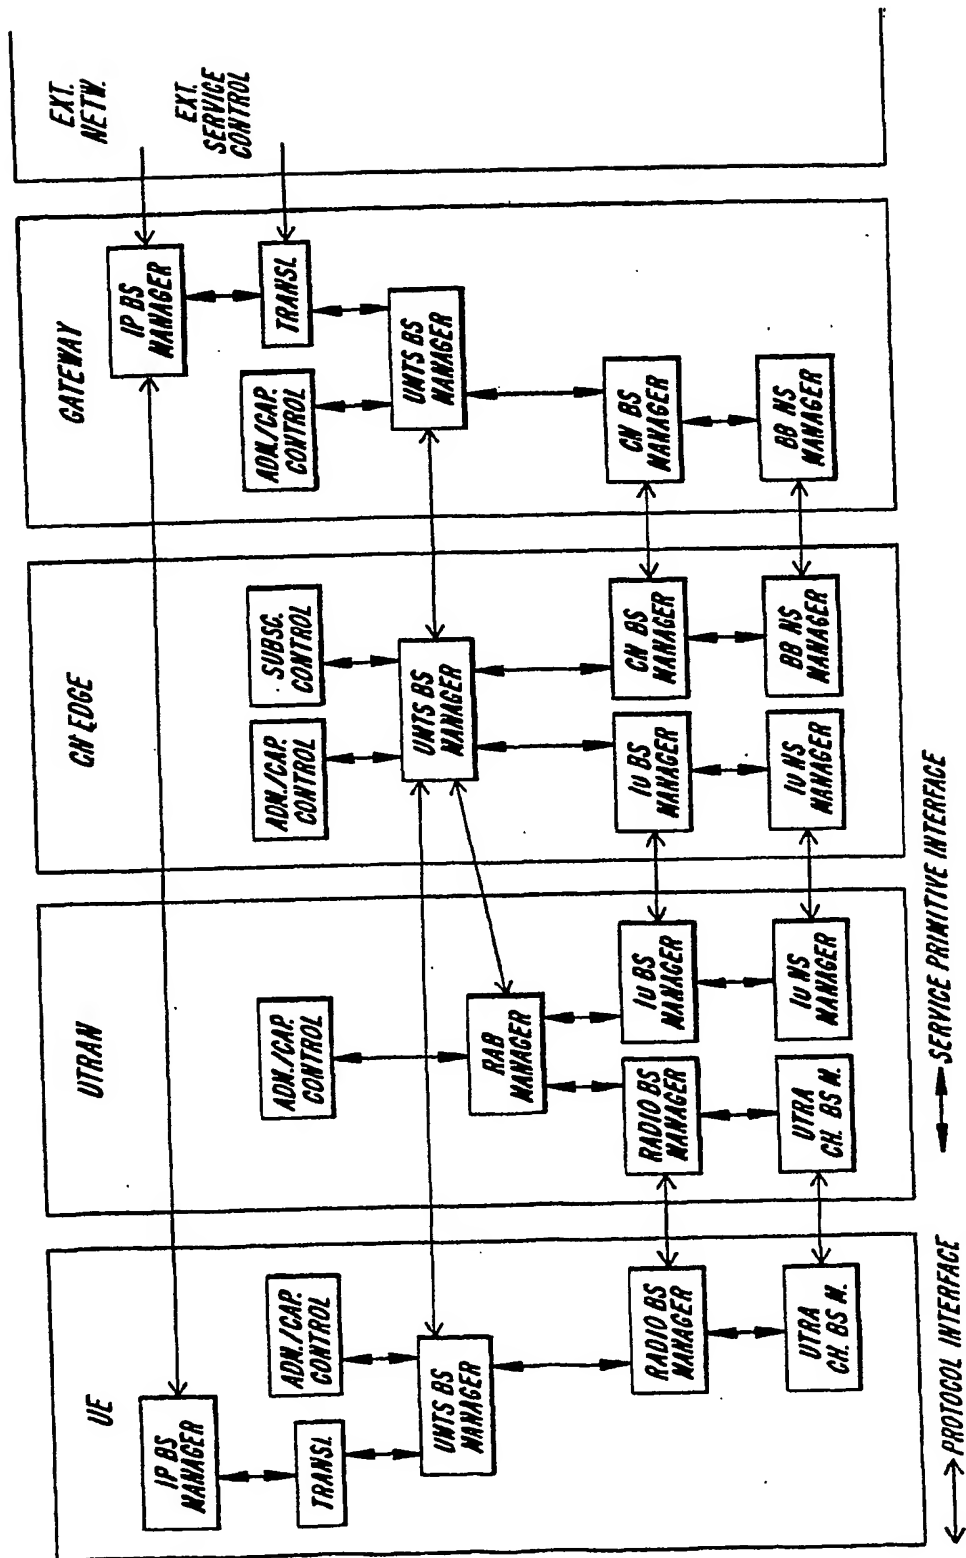 UE
IP BS
MANAGER
TRANSL.
ADM./CAP.
CONTROL
UMTS BS
MANAGER
RADIO BS
MANAGER
UTRA
CH. BS M.
UTRAN
ADM./CAP.
CONTROL
RAB
MANAGER
RADIO BS
MANAGER
Iu BS
MANAGER
UTRA
CH. BS M.
Iu NS
MANAGER
CN EDGE
ADM./CAP.
CONTROL
SUBSC.
CONTROL
UMTS BS
MANAGER
Iu BS
MANAGER
CN BS
MANAGER
Iu NS
MANAGER
BB NS
MANAGER
GATEWAY
IP BS
MANAGER
ADM./CAP.
CONTROL
TRANSL.
UMTS BS
MANAGER
CN BS
MANAGER
BB NS
MANAGER
EXT.
NETW.
EXT.
SERVICE
CONTROL
PROTOCOL INTERFACE
SERVICE PRIMITIVE INTERFACE